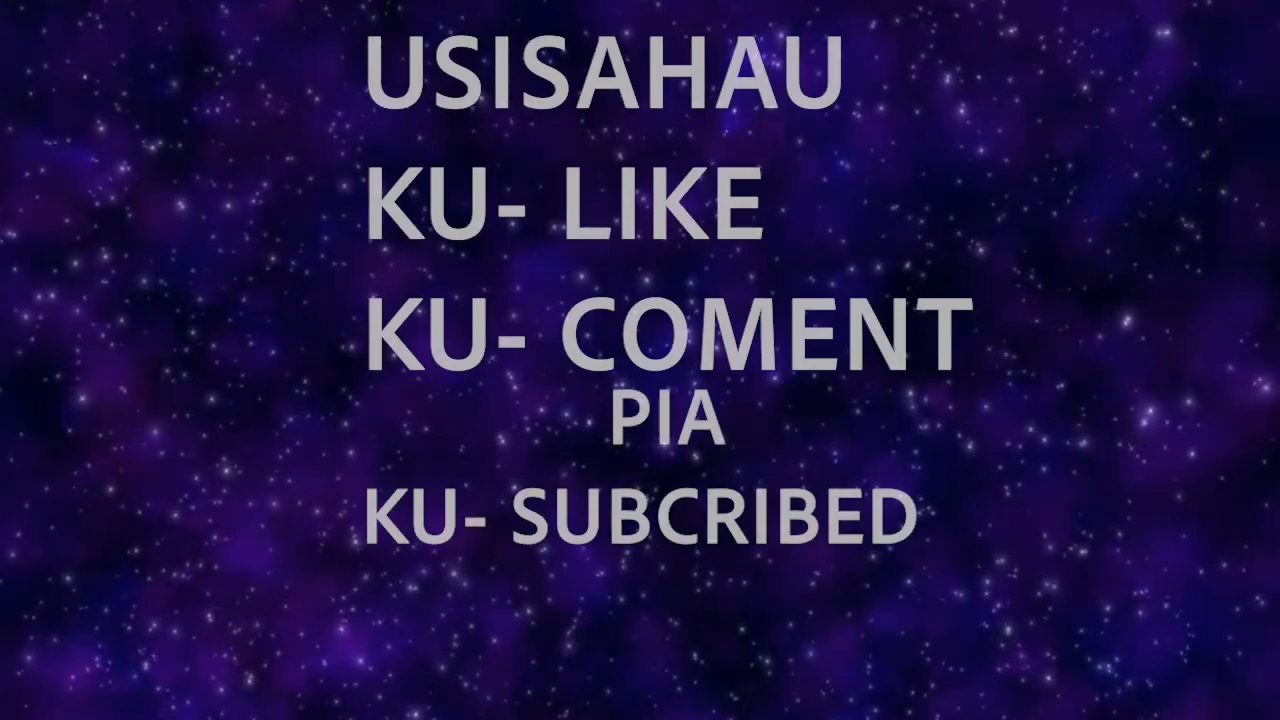 USISAHAU
KU- LIKE
KU- COMENT
PIA
KU- SUBCRIBED